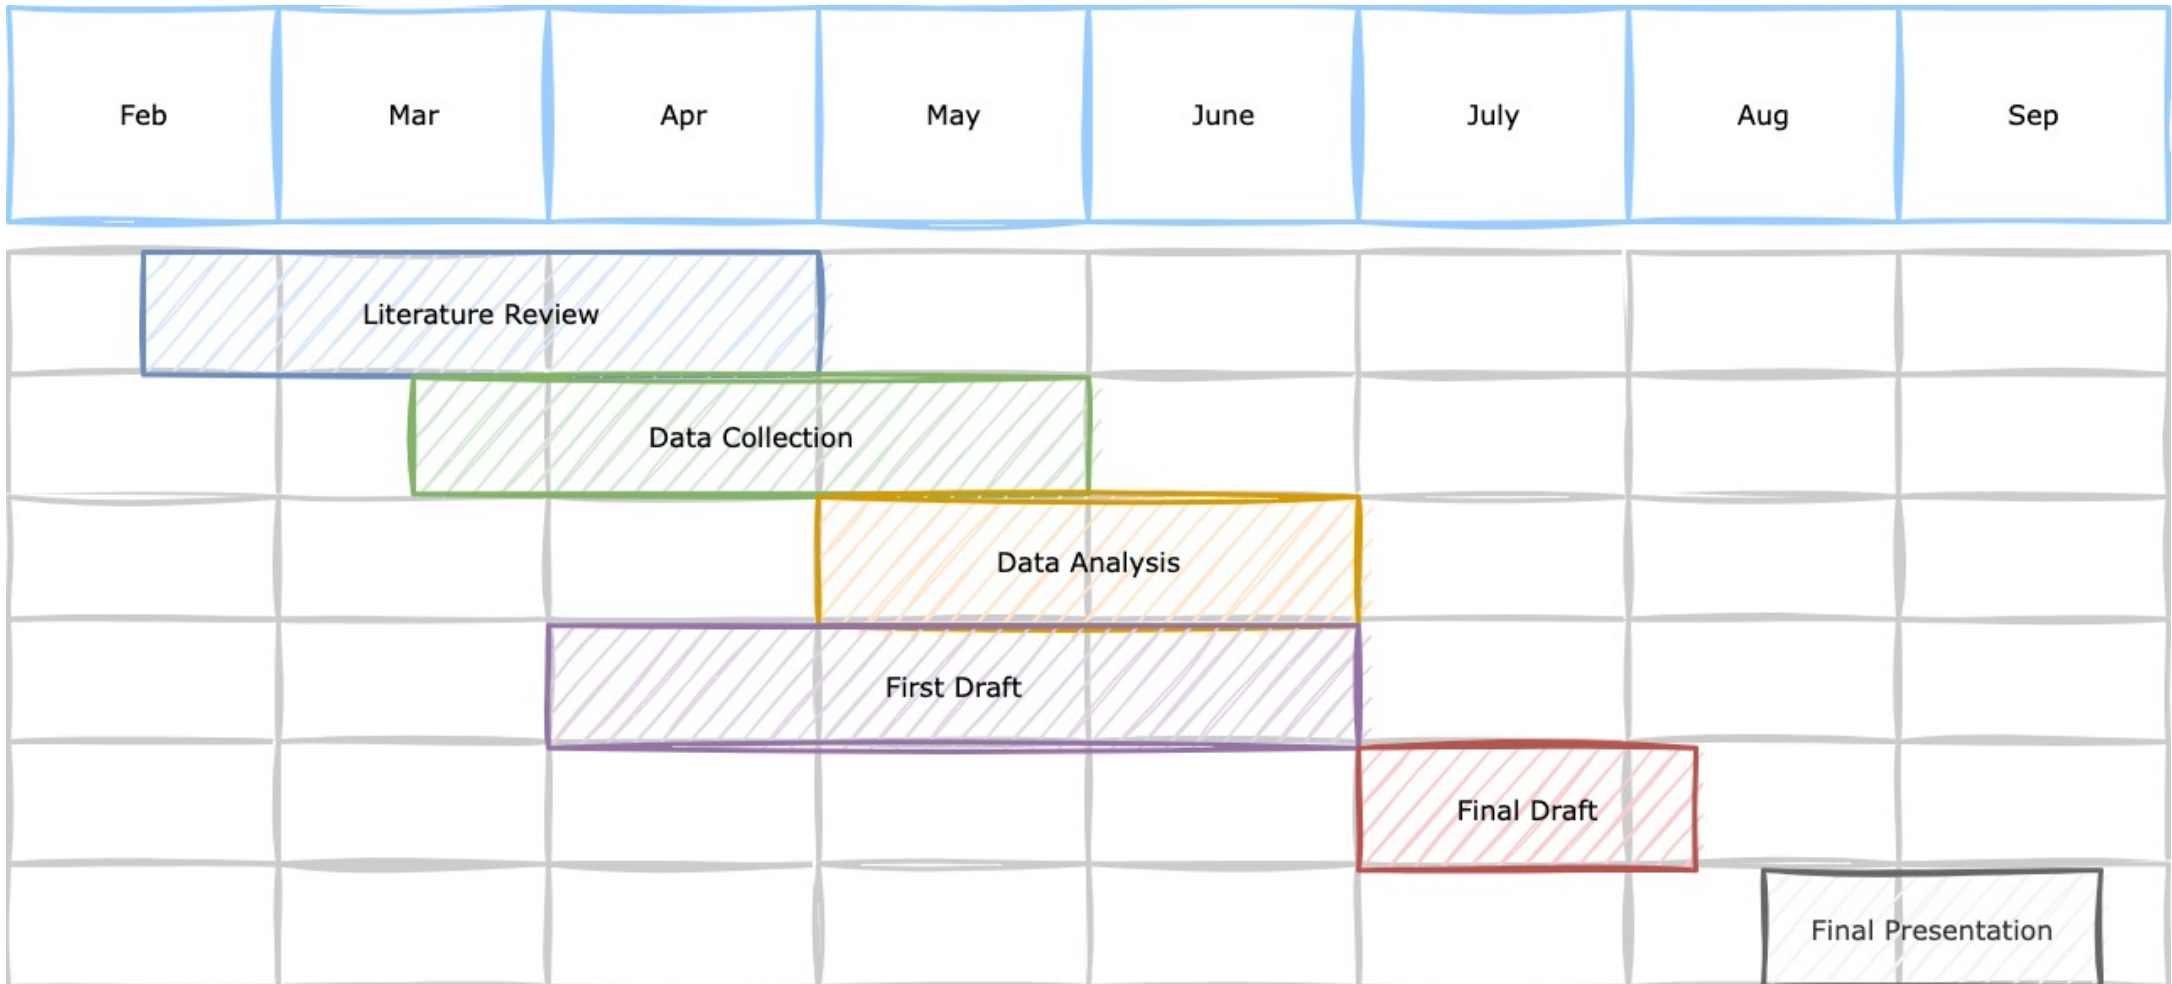 Feb
Mar
Apr
May
June
July
Aug
Sep
Literature Review
Data Collection
Data Analysis
First Draft
Final Draft
Final Presentation